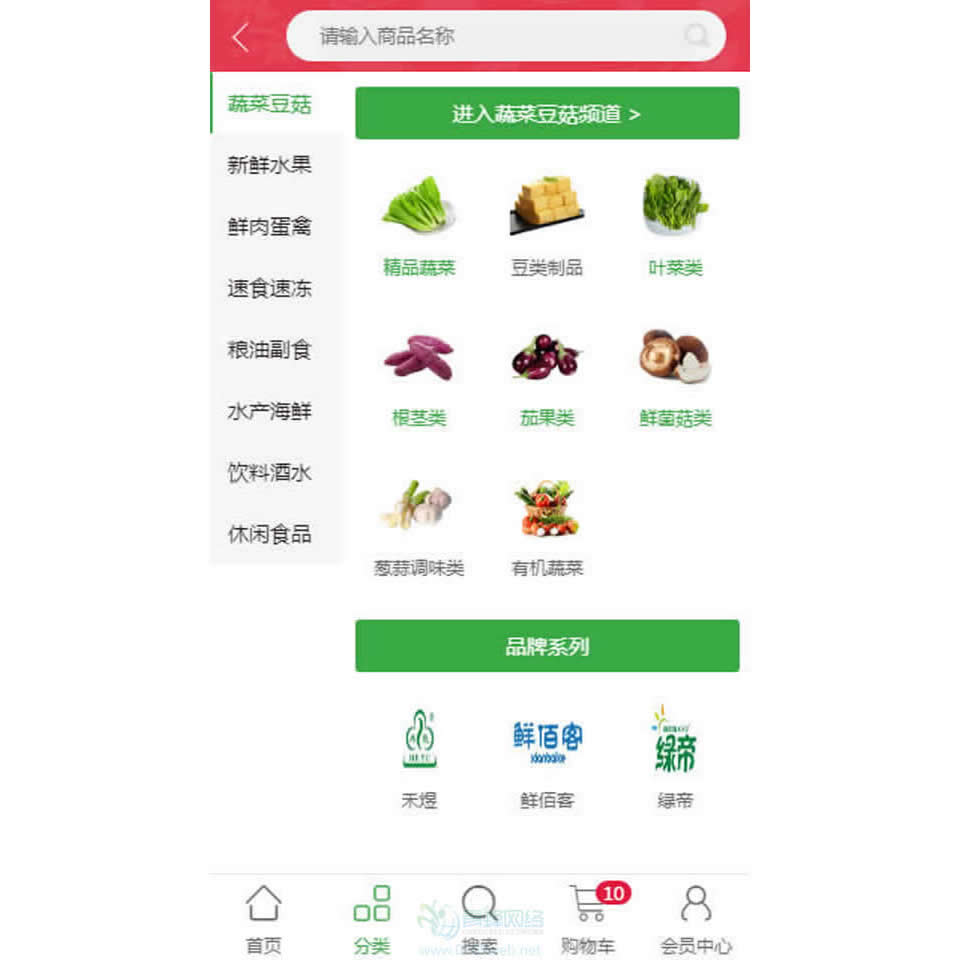 请输入商品名称
蔬菜豆菇
新鲜水果
鲜肉蛋禽
速食速冻
粮油副食
水产海鲜
饮料酒水
休闲食品
进入蔬菜豆菇频道 >
精品蔬菜 豆类制品 叶菜类
根茎类 茄果类 鲜菌菇类
葱蒜调味类 有机蔬菜
品牌系列
鲜佰客
xianbaike
绿帝
禾煜 鲜佰客 绿帝
10
首页 分类 搜索 购物车 会员中心